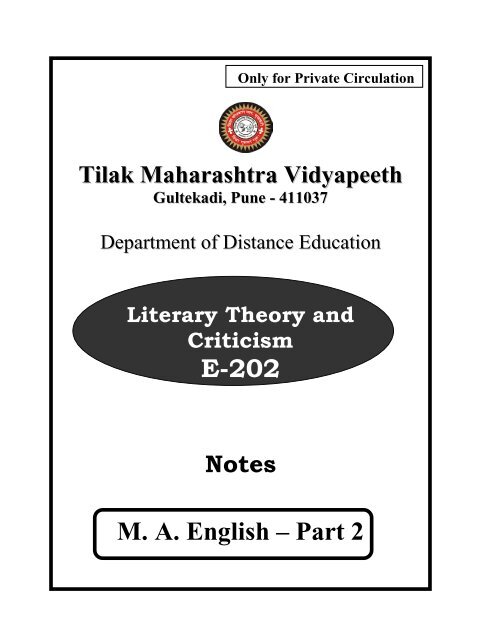 Only for Private Circulation
Tilak Maharashtra Vidyapeeth
Gultekadi, Pune - 411037
Department of Distance Education
Literary Theory and
Criticism
E-202
Notes
M. A. English – Part 2